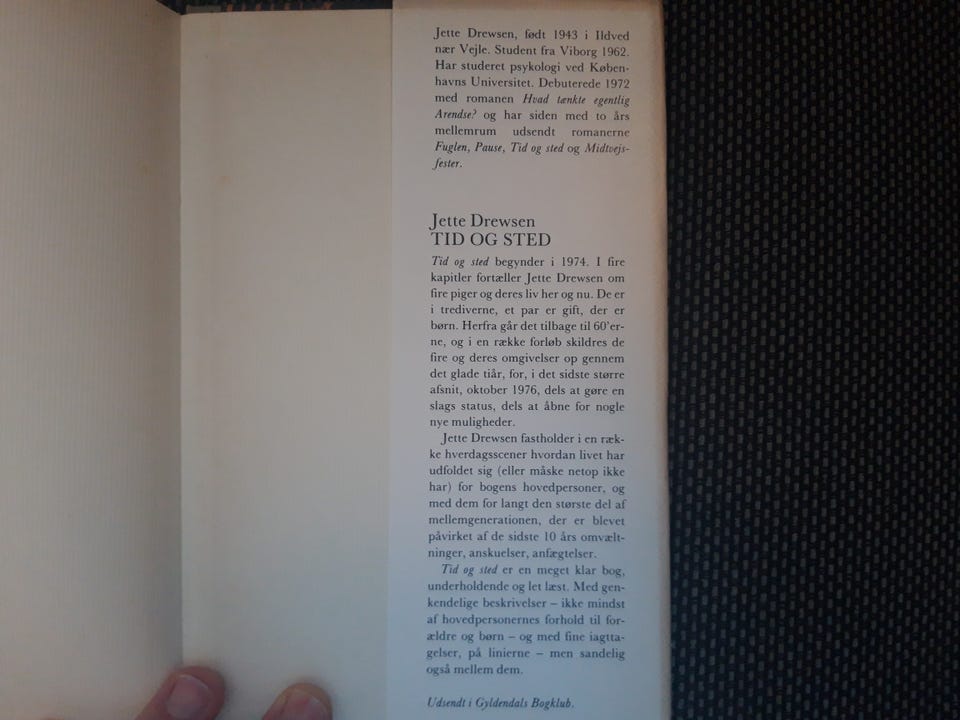 Jette Drewsen, født 1943 i Ildved
nær Vejle. Student fra Viborg 1962.
Har studeret psykologi ved Køben-
havns Universitet. Debuterede 1972
med romanen Hvad tænkte egentlig
Arendse? og har siden med to års
mellemrum udsendt romanerne
Fuglen, Pause, Tid og sted og Midtvejs-
fester.
Jette Drewsen
TID OG STED
Tid og sted begynder i 1974. I fire
kapitler fortæller Jette Drewsen om
fire piger og deres liv her og nu. De er
i trediverne, et par er gift, der er
børn. Herfra går det tilbage til 60'er-
ne, og i en række forløb skildres de
fire og deres omgivelser op gennem
det glade tiår, for, i det sidste større
afsnit, oktober 1976, dels at gøre en
slags status, dels at åbne for nogle
nye muligheder.
Jette Drewsen fastholder i en ræk-
ke hverdagsscener hvordan livet har
udfoldet sig (eller måske netop ikke
har) for bogens hovedpersoner, og
med dem for langt den største del af
mellemgenerationen, der er blevet
påvirket af de sidste 10 års omvælt-
ninger, anskuelser, anfægtelser.
Tid og sted er en meget klar bog,
underholdende og let læst. Med gen-
kendelige beskrivelser – ikke mindst
af hovedpersonernes forhold til for-
ældre og børn – og med fine iagtta-
gelser, på linierne – men sandelig
også mellem dem.
Udsendt i Gyldendals Bogklub.